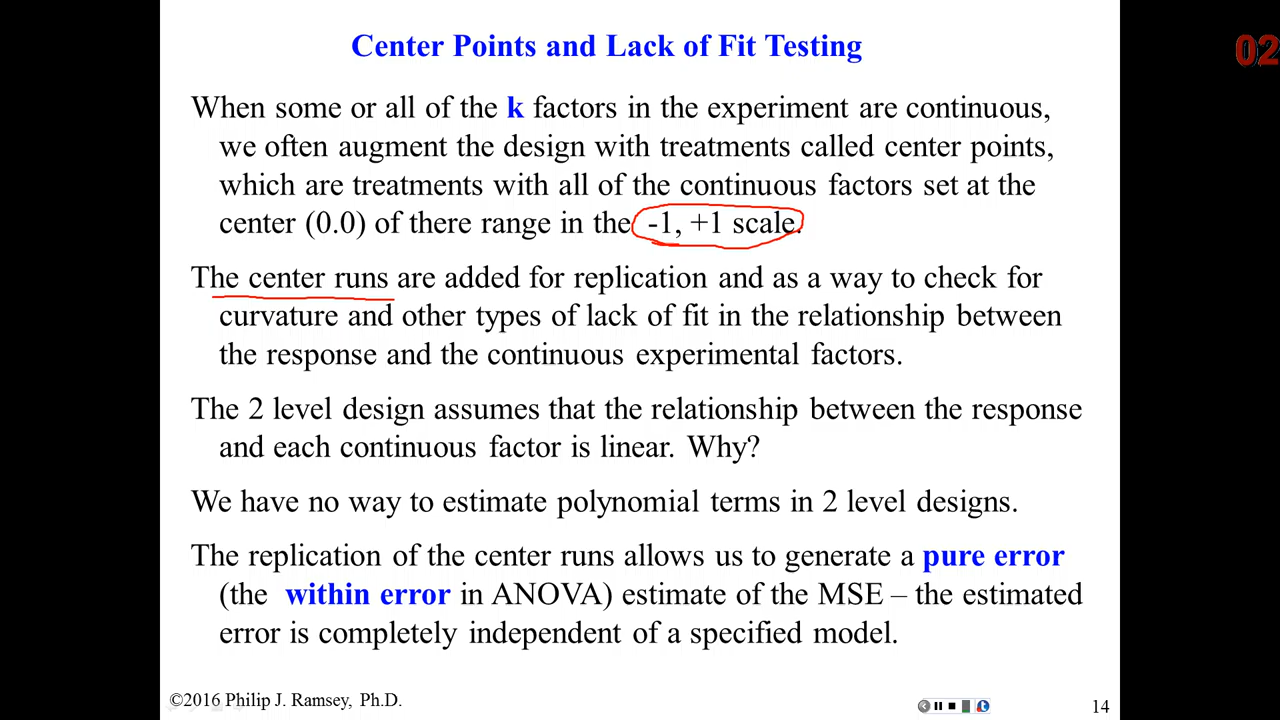 Center Points and Lack of Fit Testing
02
When some or all of the k factors in the experiment are continuous,
we often augment the design with treatments called center points,
which are treatments with all of the continuous factors set at the
center (0.0) of there range in the -1, +1 scale.
The center runs are added for replication and as a way to check for
curvature and other types of lack of fit in the relationship between
the response and the continuous experimental factors.
The 2 level design assumes that the relationship between the response
and each continuous factor is linear. Why?
We have no way to estimate polynomial terms in 2 level designs.
The replication of the center runs allows us to generate a pure error
(the within error in ANOVA) estimate of the MSE – the estimated
error is completely independent of a specified model.
©2016 Philip J. Ramsey, Ph.D.
14